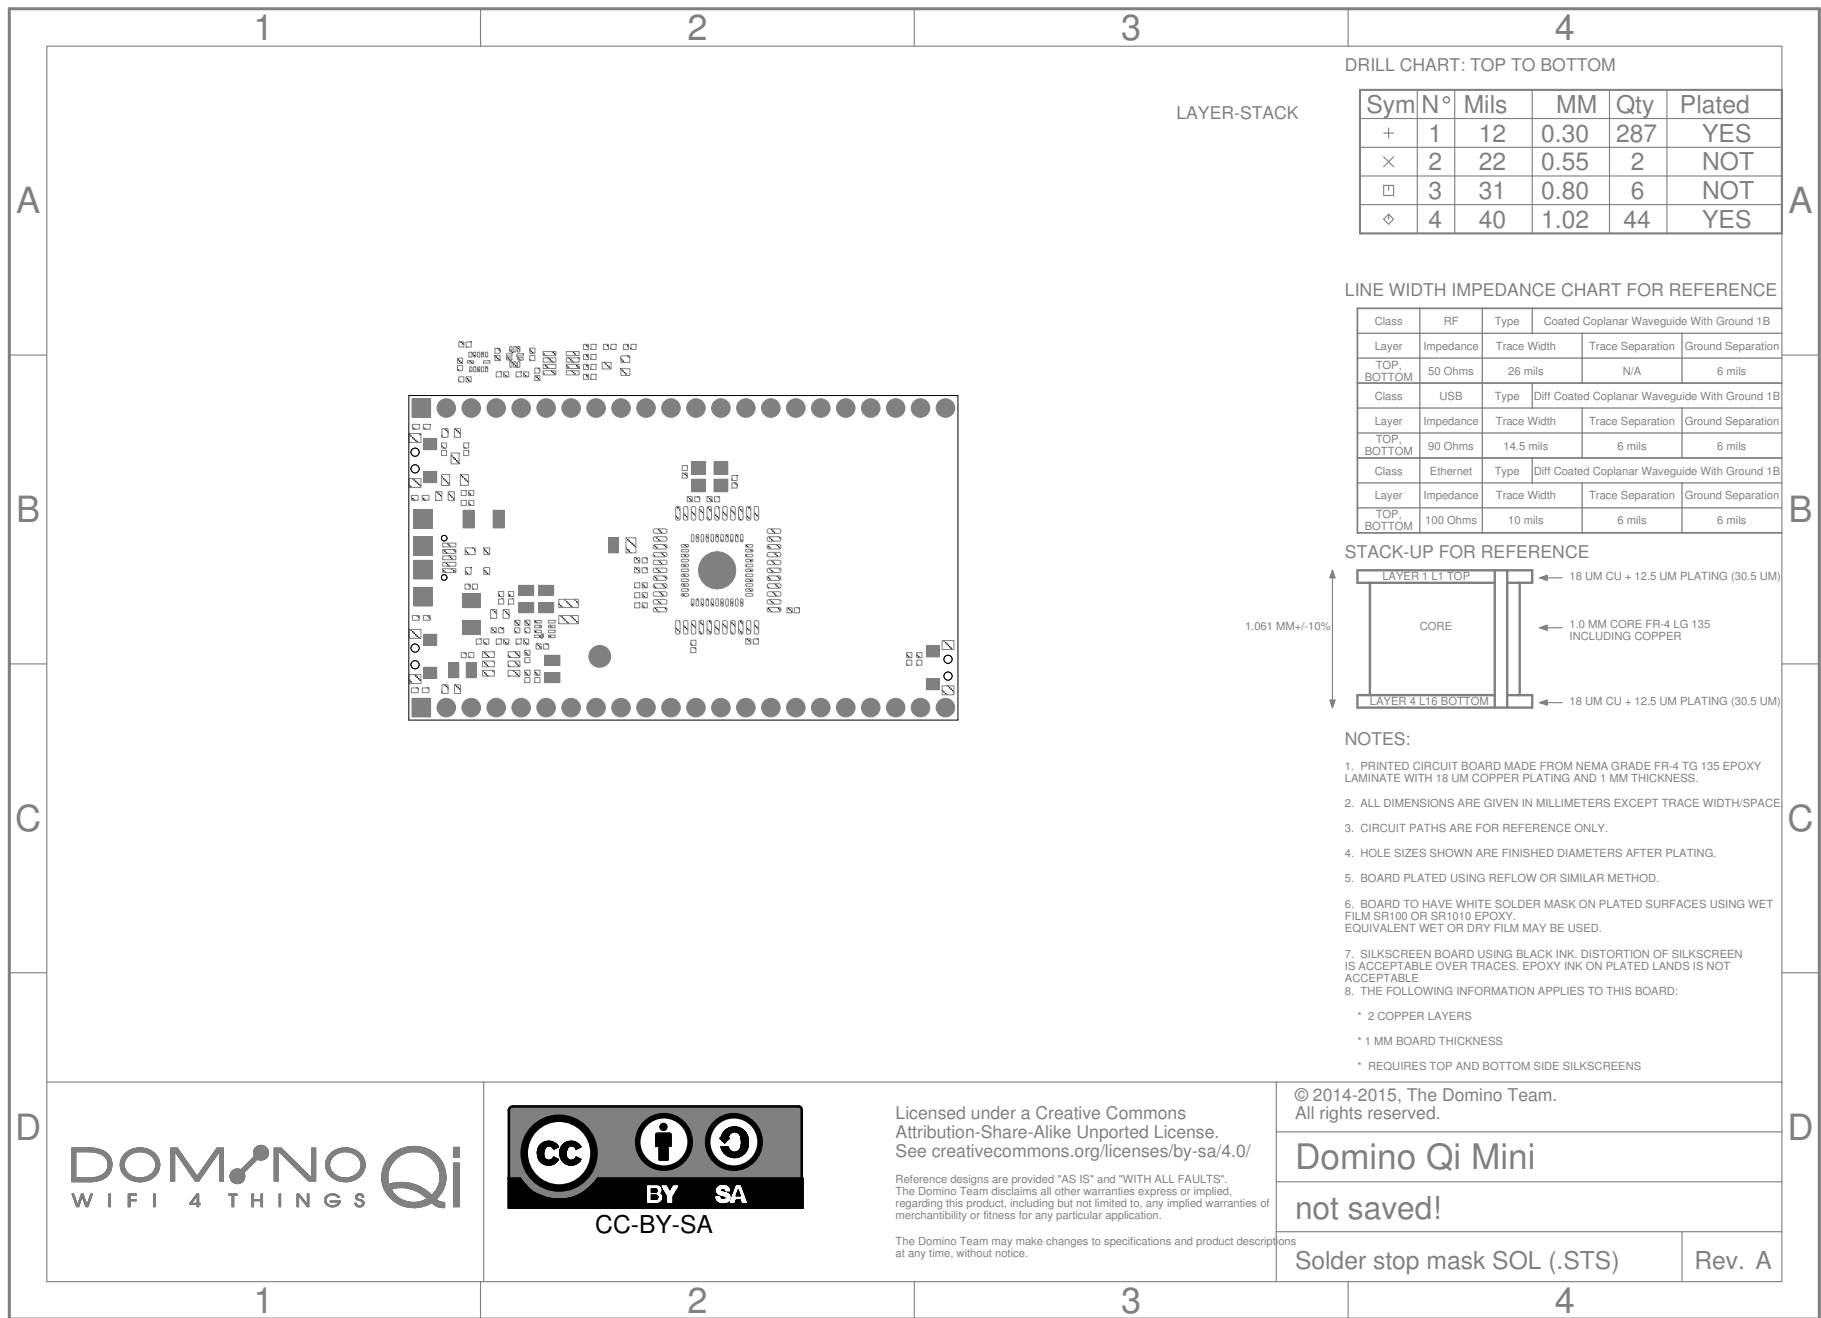 1 2 3 4
A
B
C
D
A
B
C
D
LAYER-STACK
DRILL CHART: TOP TO BOTTOM
Sym N° Mils MM Qty Plated
+ 1 12 0.30 287 YES
× 2 22 0.55 2 NOT
3 31 0.80 6 NOT
4 40 1.02 44 YES
LINE WIDTH IMPEDANCE CHART FOR REFERENCE
Class RF Type Coated Coplanar Waveguide With Ground 1B
Layer Impedance Trace Width Trace Separation Ground Separation
TOP, BOTTOM 50 Ohms 26 mils N/A 6 mils
Class USB Type Diff Coated Coplanar Waveguide With Ground 1B
Layer Impedance Trace Width Trace Separation Ground Separation
TOP, BOTTOM 90 Ohms 14.5 mils 6 mils 6 mils
Class Ethernet Type Diff Coated Coplanar Waveguide With Ground 1B
Layer Impedance Trace Width Trace Separation Ground Separation
TOP, BOTTOM 100 Ohms 10 mils 6 mils 6 mils
STACK-UP FOR REFERENCE
LAYER 1 L1 TOP
18 UM CU + 12.5 UM PLATING (30.5 UM)
1.061 MM+/-10%
CORE
1.0 MM CORE FR-4 LG 135
INCLUDING COPPER
LAYER 4 L16 BOTTOM
18 UM CU + 12.5 UM PLATING (30.5 UM)
NOTES:
1. PRINTED CIRCUIT BOARD MADE FROM NEMA GRADE FR-4 TG 135 EPOXY
LAMINATE WITH 18 UM COPPER PLATING AND 1 MM THICKNESS.
2. ALL DIMENSIONS ARE GIVEN IN MILLIMETERS EXCEPT TRACE WIDTH/SPACE
3. CIRCUIT PATHS ARE FOR REFERENCE ONLY.
4. HOLE SIZES SHOWN ARE FINISHED DIAMETERS AFTER PLATING.
5. BOARD PLATED USING REFLOW OR SIMILAR METHOD.
6. BOARD TO HAVE WHITE SOLDER MASK ON PLATED SURFACES USING WET
FILM SR100 OR SR1010 EPOXY.
EQUIVALENT WET OR DRY FILM MAY BE USED.
7. SILKSCREEN BOARD USING BLACK INK. DISTORTION OF SILKSCREEN
IS ACCEPTABLE OVER TRACES. EPOXY INK ON PLATED LANDS IS NOT
ACCEPTABLE
8. THE FOLLOWING INFORMATION APPLIES TO THIS BOARD:
* 2 COPPER LAYERS
* 1 MM BOARD THICKNESS
* REQUIRES TOP AND BOTTOM SIDE SILKSCREENS
DOMINO Qi
WIFI 4 THINGS
cc
BY SA
CC-BY-SA
Licensed under a Creative Commons
Attribution-Share-Alike Unported License.
See creativecommons.org/licenses/by-sa/4.0/
Reference designs are provided "AS IS" and "WITH ALL FAULTS".
The Domino Team disclaims all other warranties express or implied,
regarding this product, including but not limited to, any implied warranties of
merchantibility or fitness for any particular application.
The Domino Team may make changes to specifications and product descriptions
at any time, without notice.
© 2014-2015, The Domino Team.
All rights reserved.
Domino Qi Mini
not saved!
Solder stop mask SOL (.STS)
Rev. A
1 2 3 4